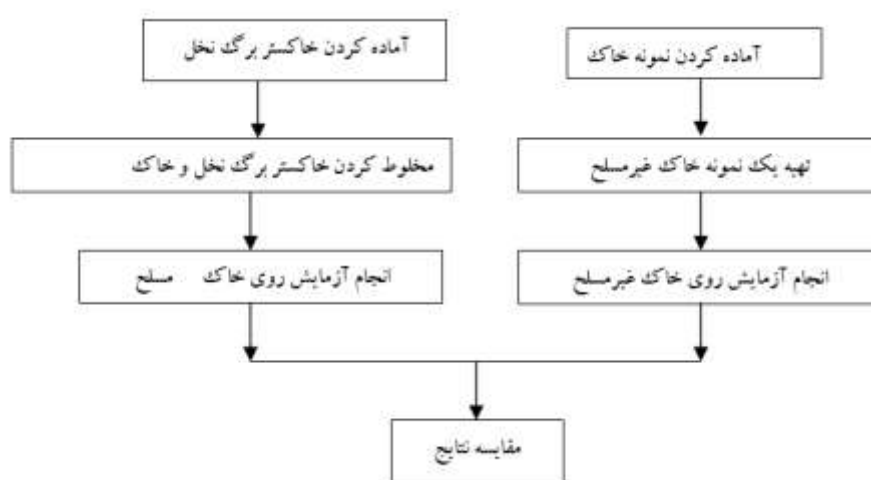 آماده کردن نمونه خاک
تهیه یک نمونه خاک غیرمسلح
انجام آزمایش روی خاک غیرمسلح
آماده کردن خاکستر برگ نخل
مخلوط کردن خاکستر برگ نخل و خاک
انجام آزمایش روی خاک مسلح
مقایسه نتایج